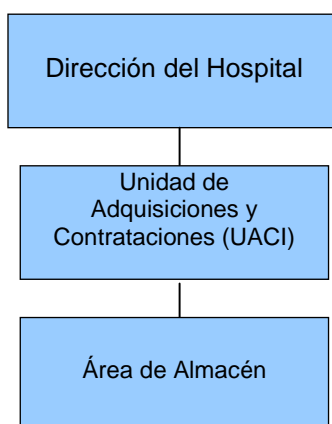 Dirección del Hospital
Unidad de
Adquisiciones y
Contrataciones (UACI)
Área de Almacén